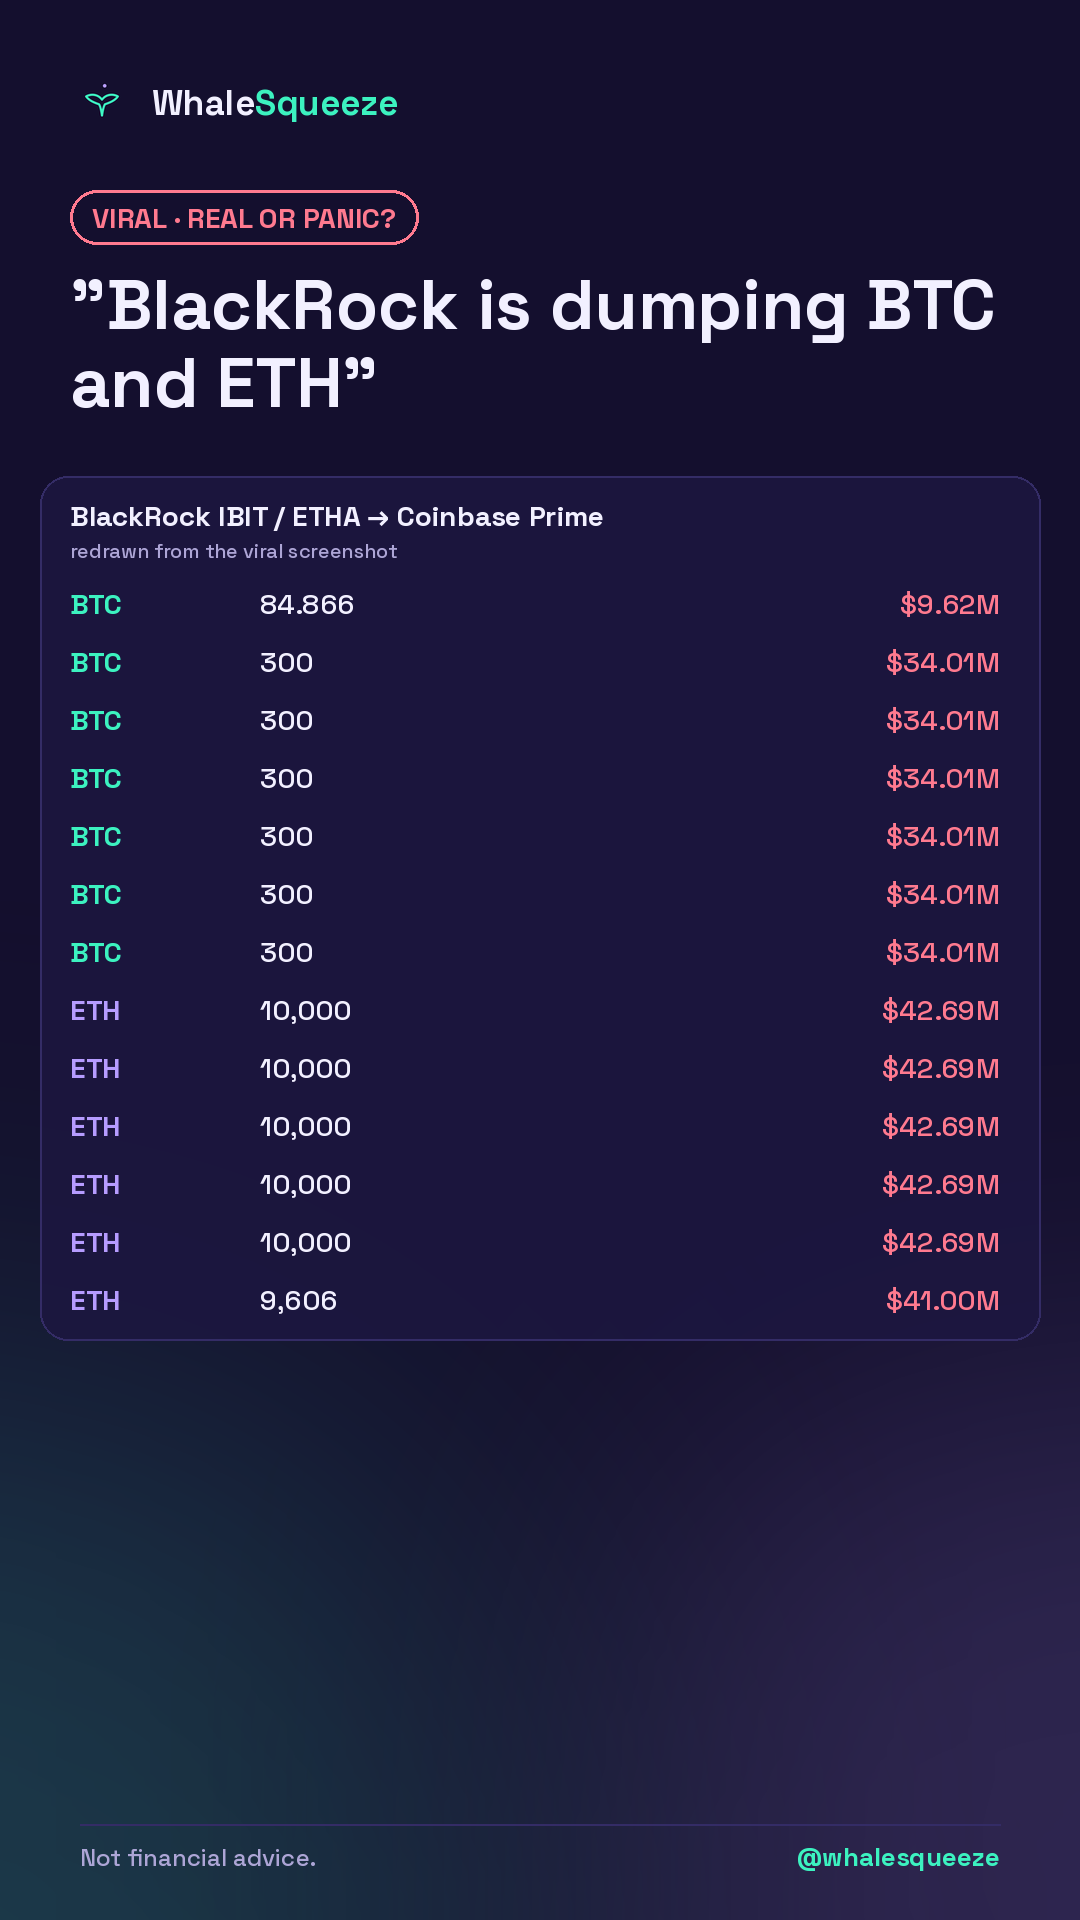 WhaleSqueeze
VIRAL · REAL OR PANIC?
”BlackRock is dumping BTC
and ETH”
BlackRock IBIT / ETHA → Coinbase Prime
redrawn from the viral screenshot
BTC 84.866 $9.62M
BTC 300 $34.01M
BTC 300 $34.01M
BTC 300 $34.01M
BTC 300 $34.01M
BTC 300 $34.01M
BTC 300 $34.01M
ETH 10,000 $42.69M
ETH 10,000 $42.69M
ETH 10,000 $42.69M
ETH 10,000 $42.69M
ETH 10,000 $42.69M
ETH 9,606 $41.00M
Not financial advice. @whalesqueeze